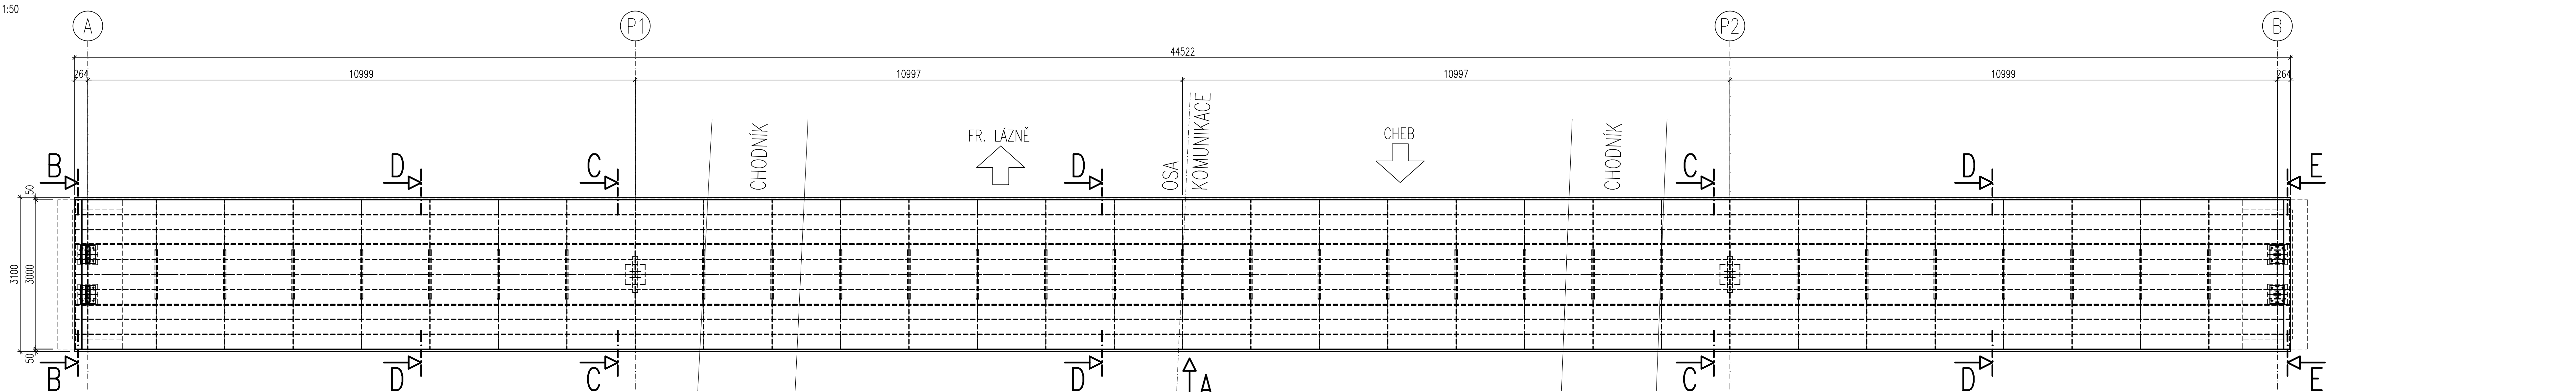 1:50
A P1 P2 B
44522
264 10999 10997 10997 10999 264
CHODNÍK
FR. LÁZNĚ
OSA
KOMUNIKACE
CHEB
CHODNÍK
B D C D C D E
50
3100 3000
50
B D C D A C D E